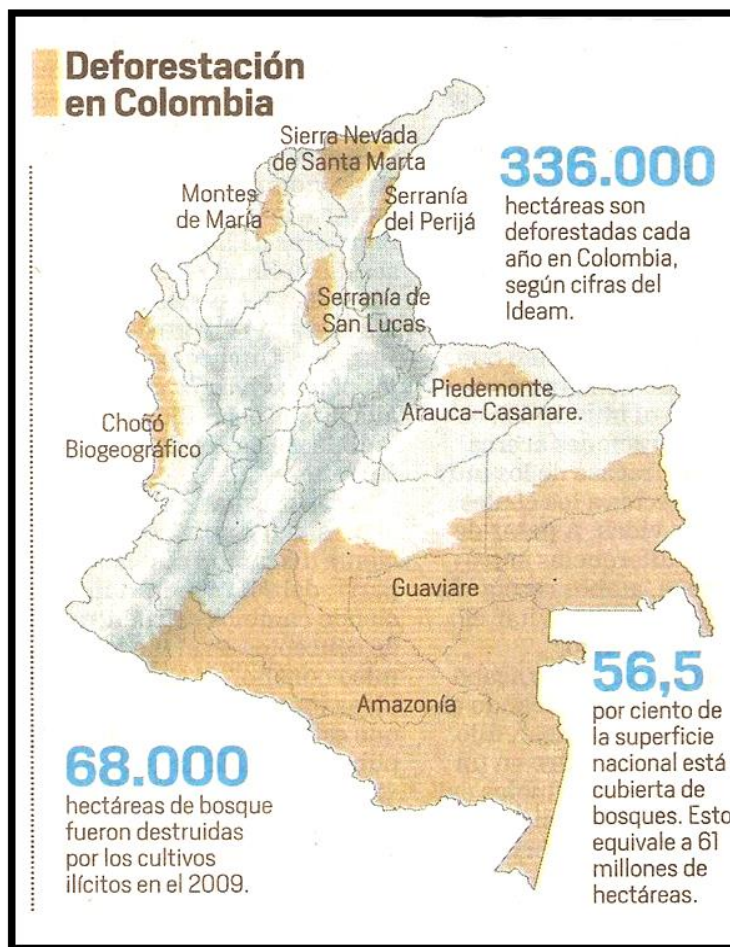 Deforestación
en Colombia
Sierra Nevada
de Santa Marta
Montes
de María
Serranía
del Perijá
336.000
hectáreas son
deforestadas cada
año en Colombia,
según cifras del
Ideam.
Serranía de
San Lucas.
Piedemonte
Arauca-Casanare.
Chocó
Biogeográfico
Guaviare
Amazonía
56,5
por ciento de
la superficie
nacional está
cubierta de
bosques. Esto
equivale a 61
millones de
hectáreas.
68.000
hectáreas de bosque
fueron destruidas
por los cultivos
ilícitos en el 2009.